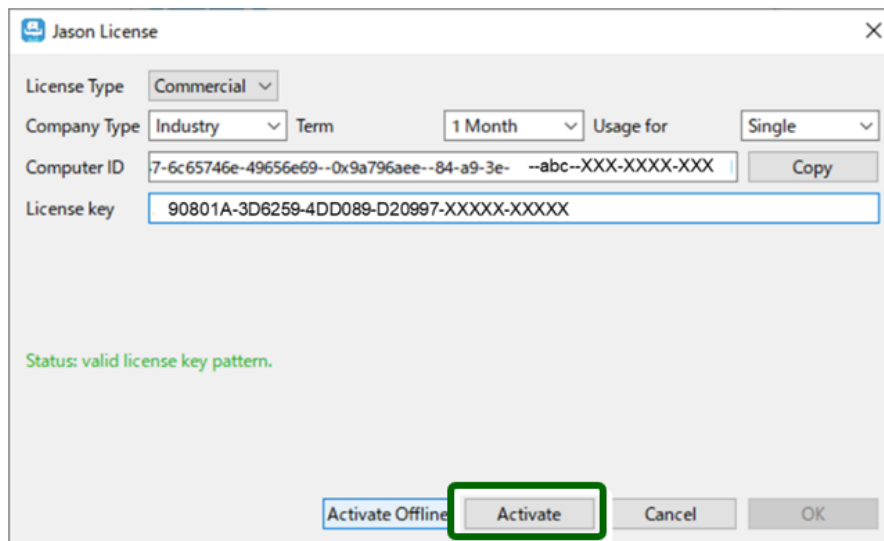 Jason License
License Type Commercial
Company Type Industry Term 1 Month Usage for Single
Computer ID 7-6c65746e-49656e69--0x9a796aee--84-a9-3e- --abc--XXX-XXXX-XXX Copy
License key 90801A-3D6259-4DD089-D20997-XXXXX-XXXXX
Status: valid license key pattern.
Activate Offline Activate Cancel OK